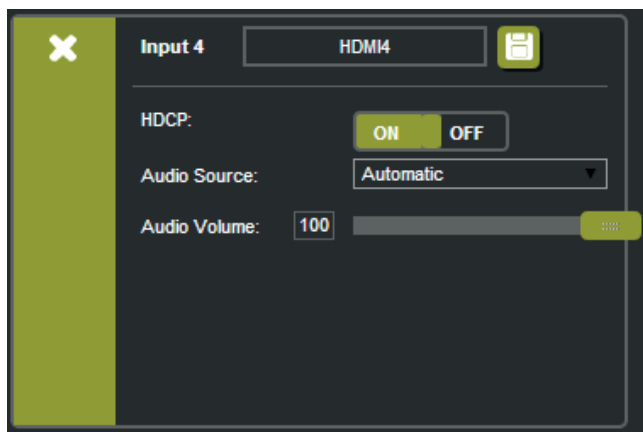 Input 4 HDMI4
HDCP: ON OFF
Audio Source: Automatic
Audio Volume: 100